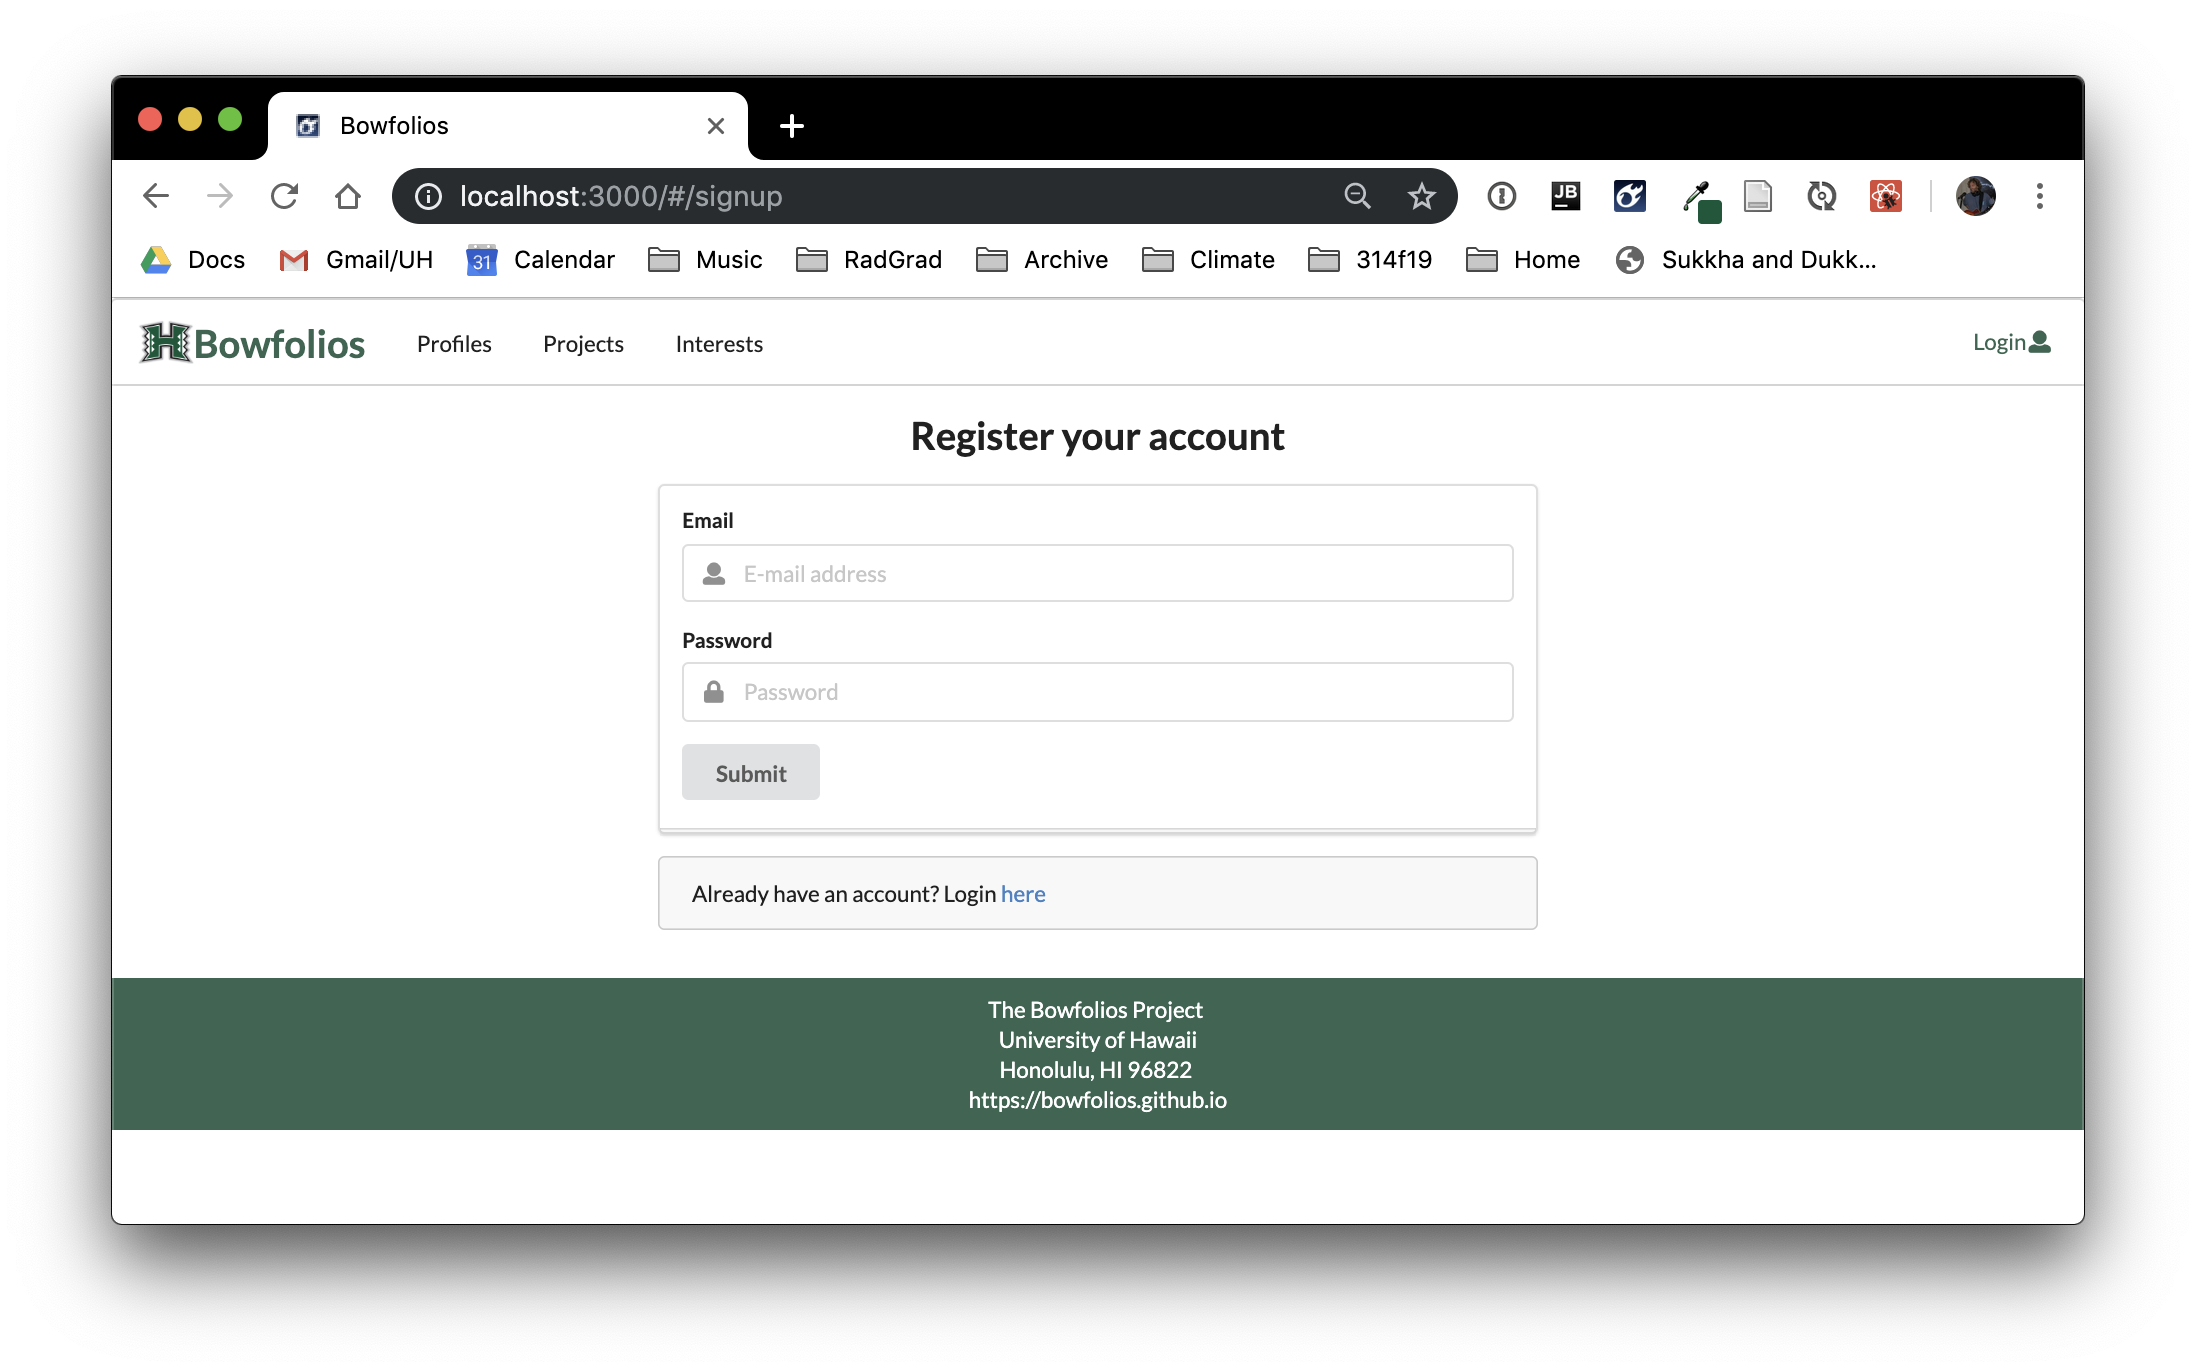 Bowfolios
localhost:3000/#/signup
JB
Docs Gmail/UH 31 Calendar Music RadGrad Archive Climate 314f19 Home Sukkha and Dukk...
H Bowfolios Profiles Projects Interests Login
Register your account
Email
E-mail address
Password
Password
Submit
Already have an account? Login here
The Bowfolios Project
University of Hawaii
Honolulu, HI 96822
https://bowfolios.github.io